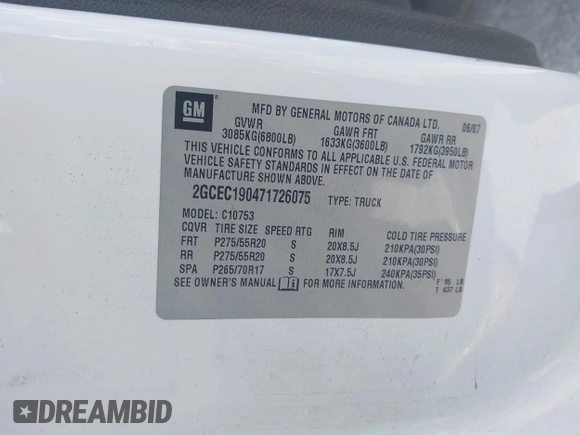 GM
MFD BY GENERAL MOTORS OF CANADA LTD. 06/07
GVWR GAWR FRT GAWR RR
3085KG(6800LB) 1633KG(3600LB) 1792KG(3950LB)
THIS VEHICLE CONFORMS TO ALL APPLICABLE U.S. FEDERAL MOTOR
VEHICLE SAFETY STANDARDS IN EFFECT ON THE DATE OF
MANUFACTURE SHOWN ABOVE.
2GCEC190471726075 TYPE: TRUCK
MODEL: C10753
CQVR TIRE SIZE SPEED RTG RIM COLD TIRE PRESSURE
FRT P275/55R20 S 20X8.5J 210KPA(30PSI)
RR P275/55R20 S 20X8.5J 210KPA(30PSI)
SPA P265/70R17 S 17X7.5J 240KPA(35PSI)
SEE OWNER'S MANUAL FOR MORE INFORMATION.
F 95 LB
T 637 LB
DREAMBID